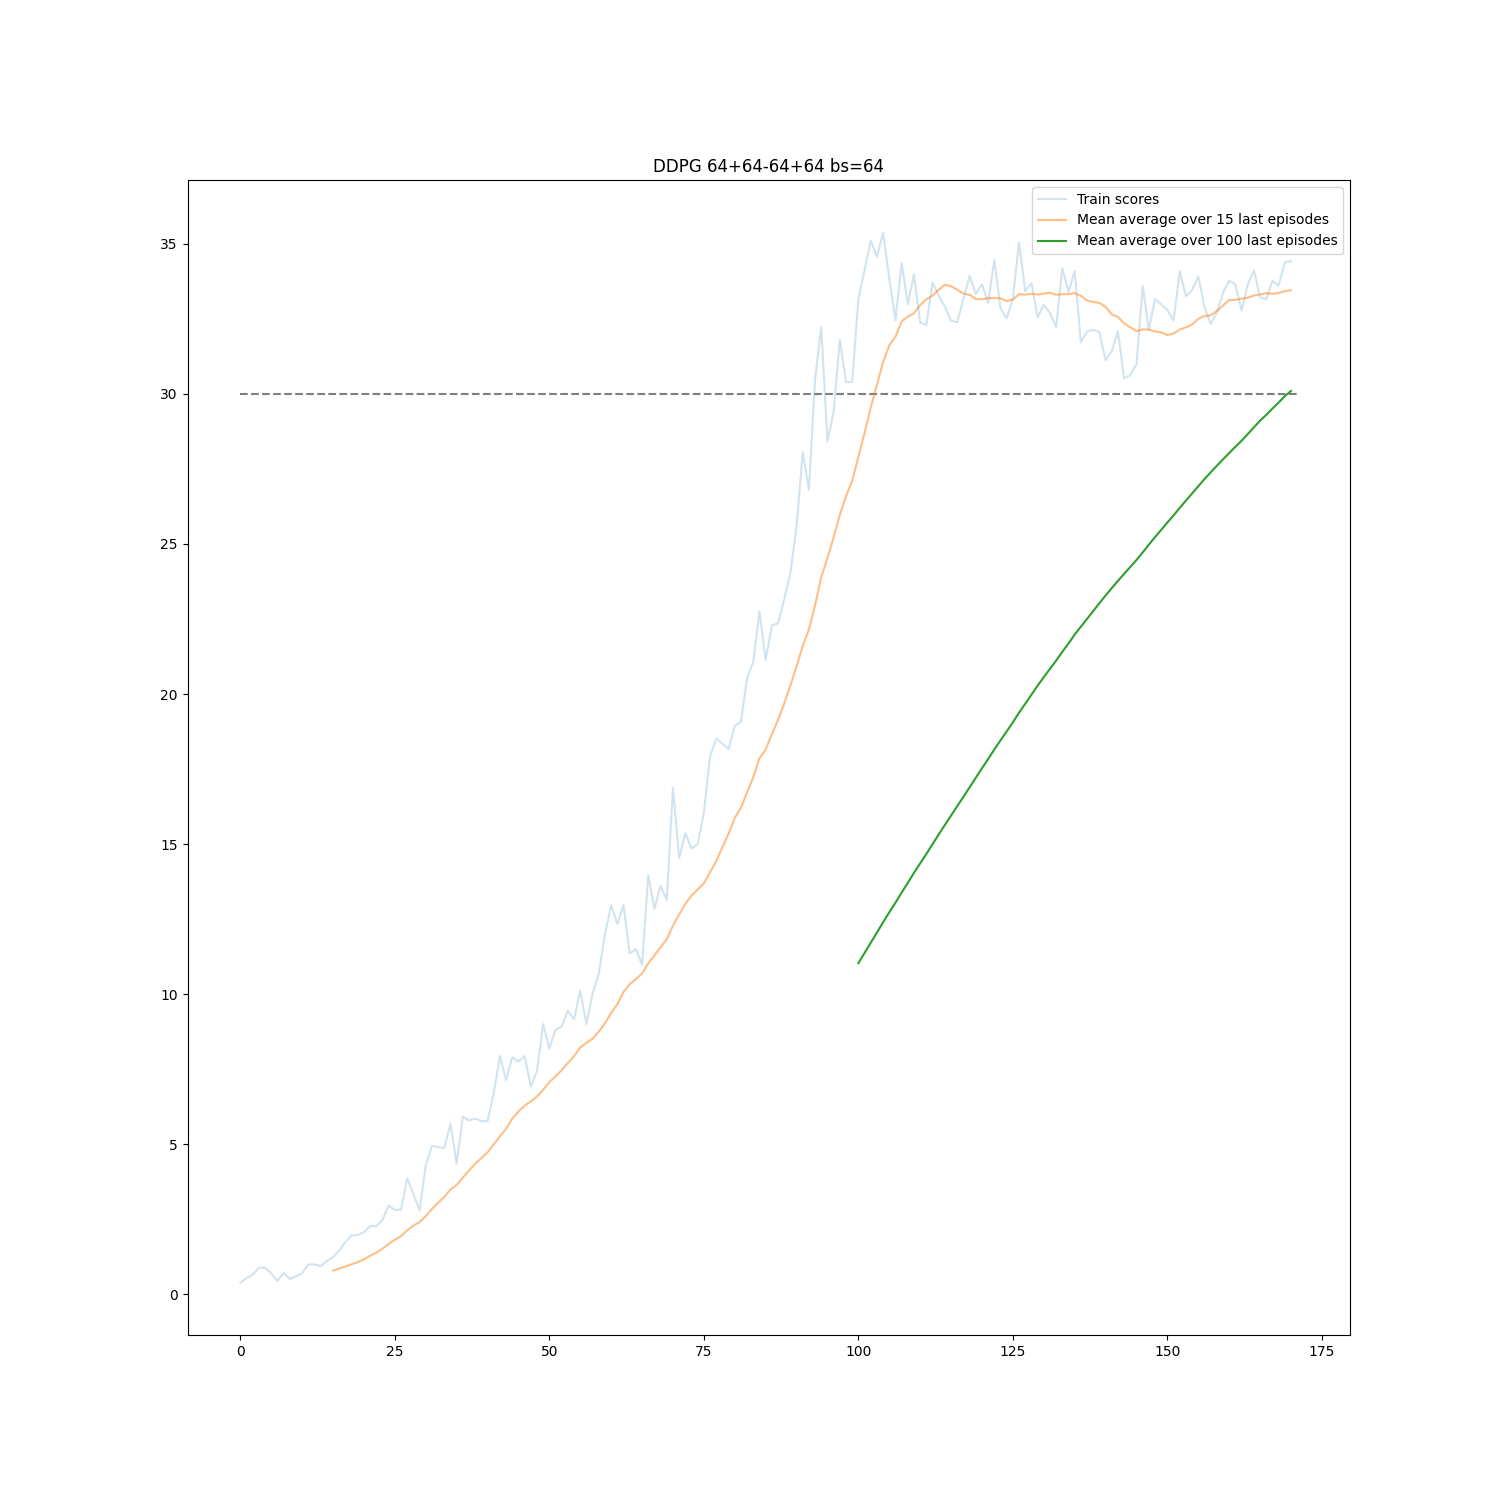 DDPG 64+64-64+64 bs=64
Train scores
Mean average over 15 last episodes
Mean average over 100 last episodes
35
30
25
20
15
10
5
0
0 25 50 75 100 125 150 175